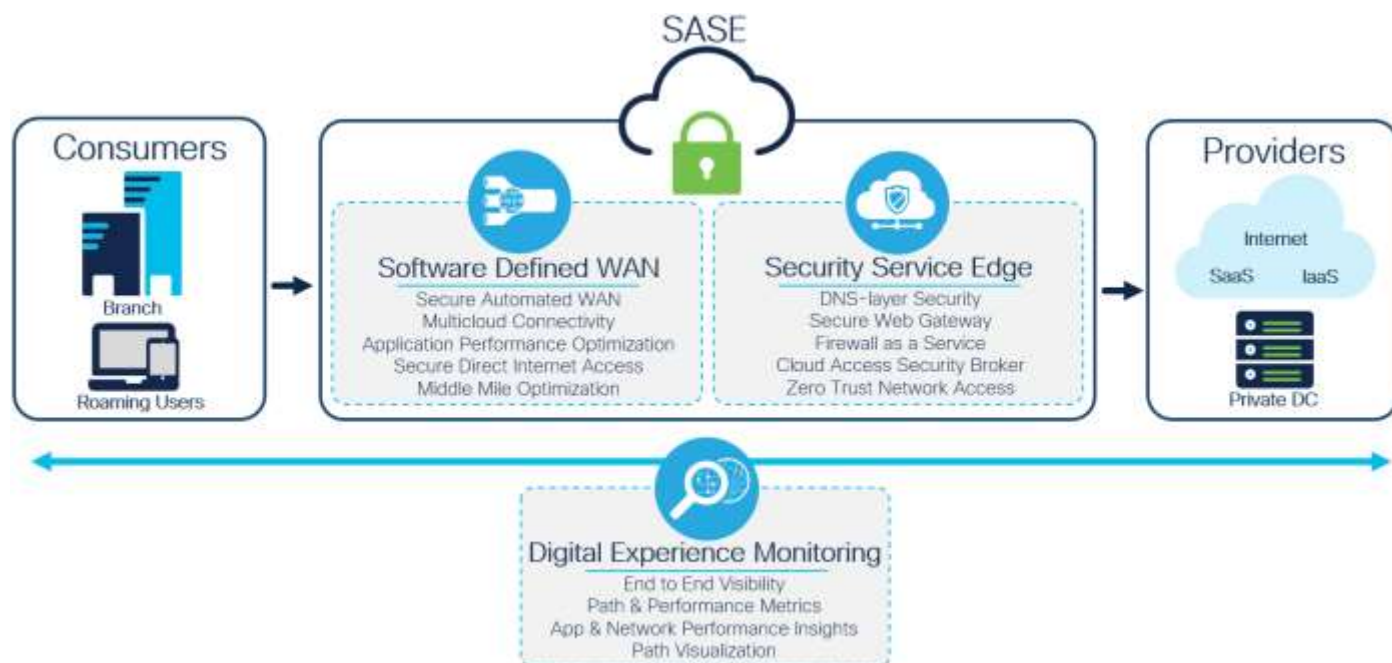 SASE
Consumers
Branch
Roaming Users
Software Defined WAN
Secure Automated WAN
Multicloud Connectivity
Application Performance Optimization
Secure Direct Internet Access
Middle Mile Optimization
Security Service Edge
DNS-layer Security
Secure Web Gateway
Firewall as a Service
Cloud Access Security Broker
Zero Trust Network Access
Providers
Internet
SaaS IaaS
Private DC
Digital Experience Monitoring
End to End Visibility
Path & Performance Metrics
App & Network Performance Insights
Path Visualization